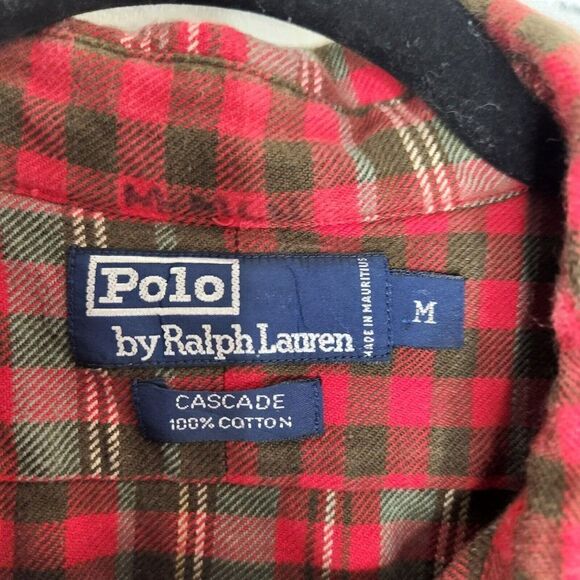 Polo
by Ralph Lauren
MADE IN MAURITIUS
M
CASCADE
100% COTTON